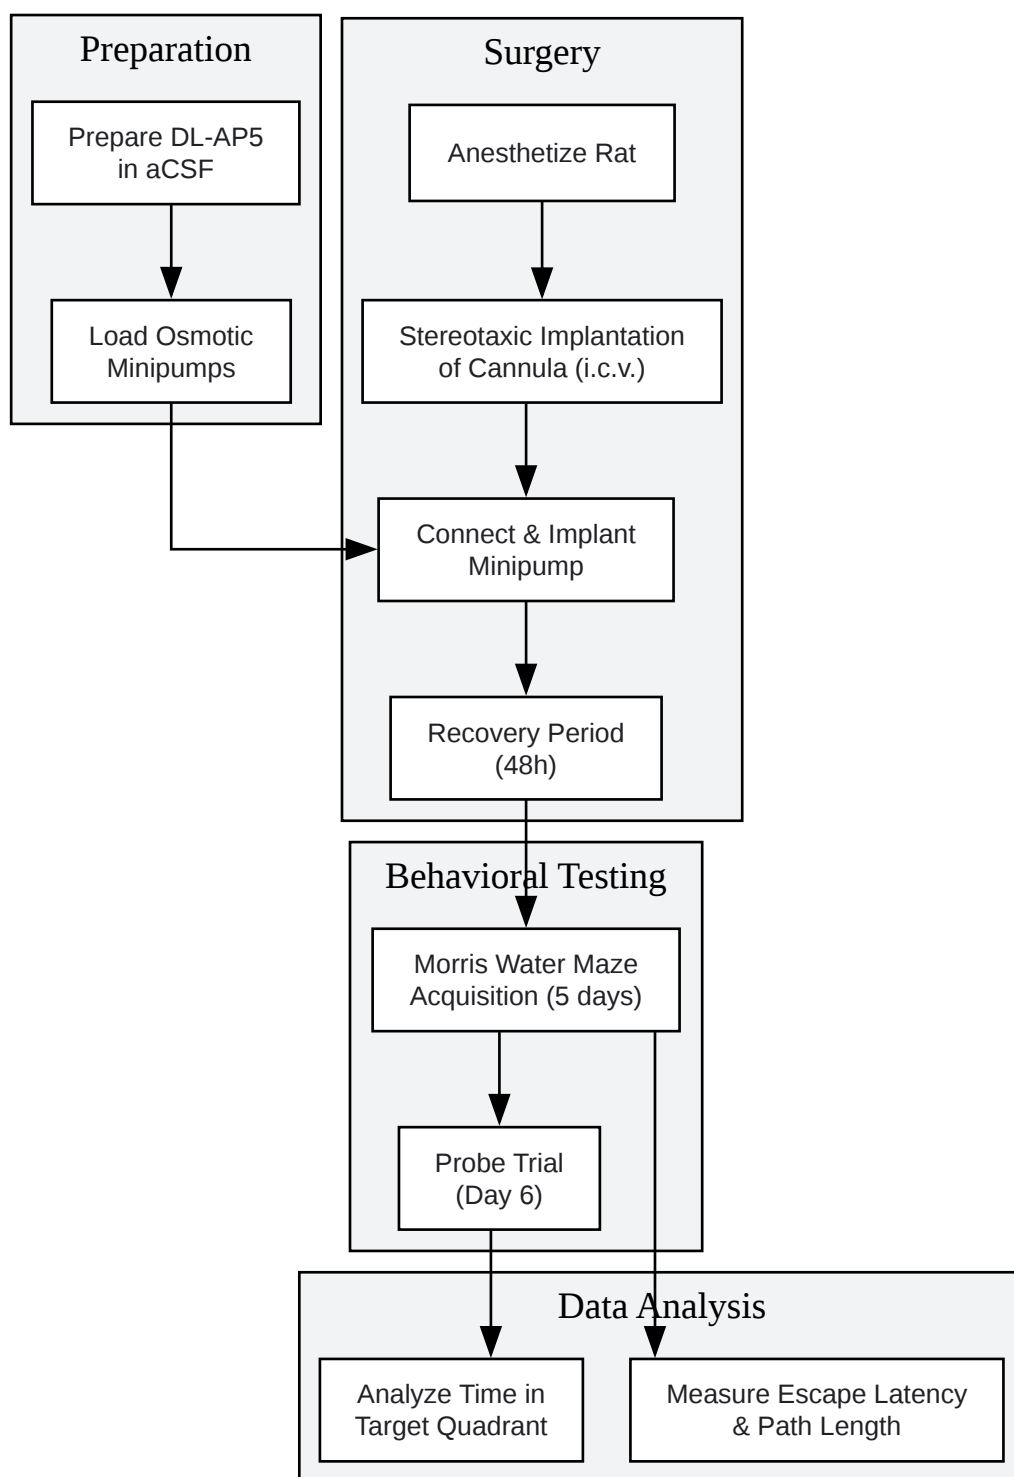 Preparation
Prepare DL-AP5
in aCSF
Load Osmotic
Minipumps
Surgery
Anesthetize Rat
Stereotaxic Implantation
of Cannula (i.c.v.)
Connect & Implant
Minipump
Recovery Period
(48h)
Behavioral Testing
Morris Water Maze
Acquisition (5 days)
Probe Trial
(Day 6)
Data Analysis
Analyze Time in
Target Quadrant
Measure Escape Latency
& Path Length